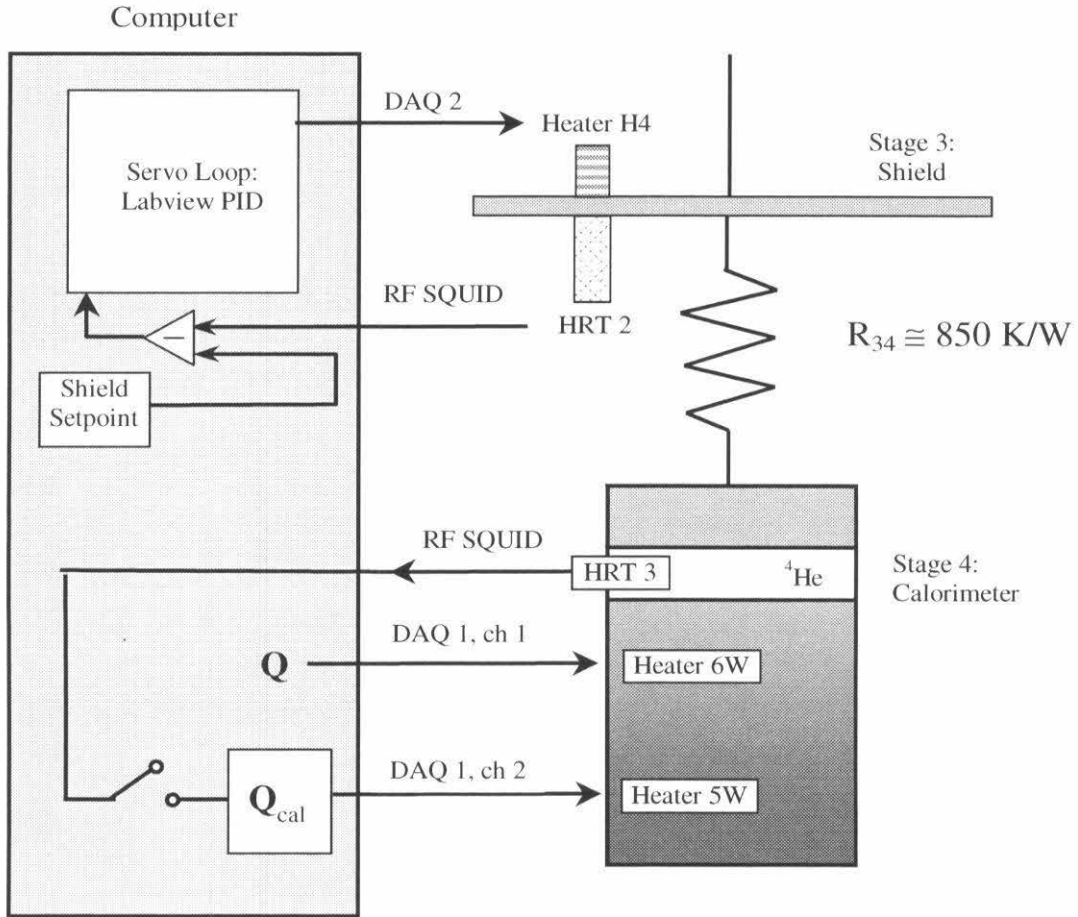 Computer
DAQ 2
Heater H4
Stage 3:
Shield
Servo Loop:
Labview PID
RF SQUID
HRT 2
R34 ≅ 850 K/W
−
Shield
Setpoint
RF SQUID
HRT 3
4He
Stage 4:
Calorimeter
DAQ 1, ch 1
Q
Heater 6W
DAQ 1, ch 2
Qcal
Heater 5W